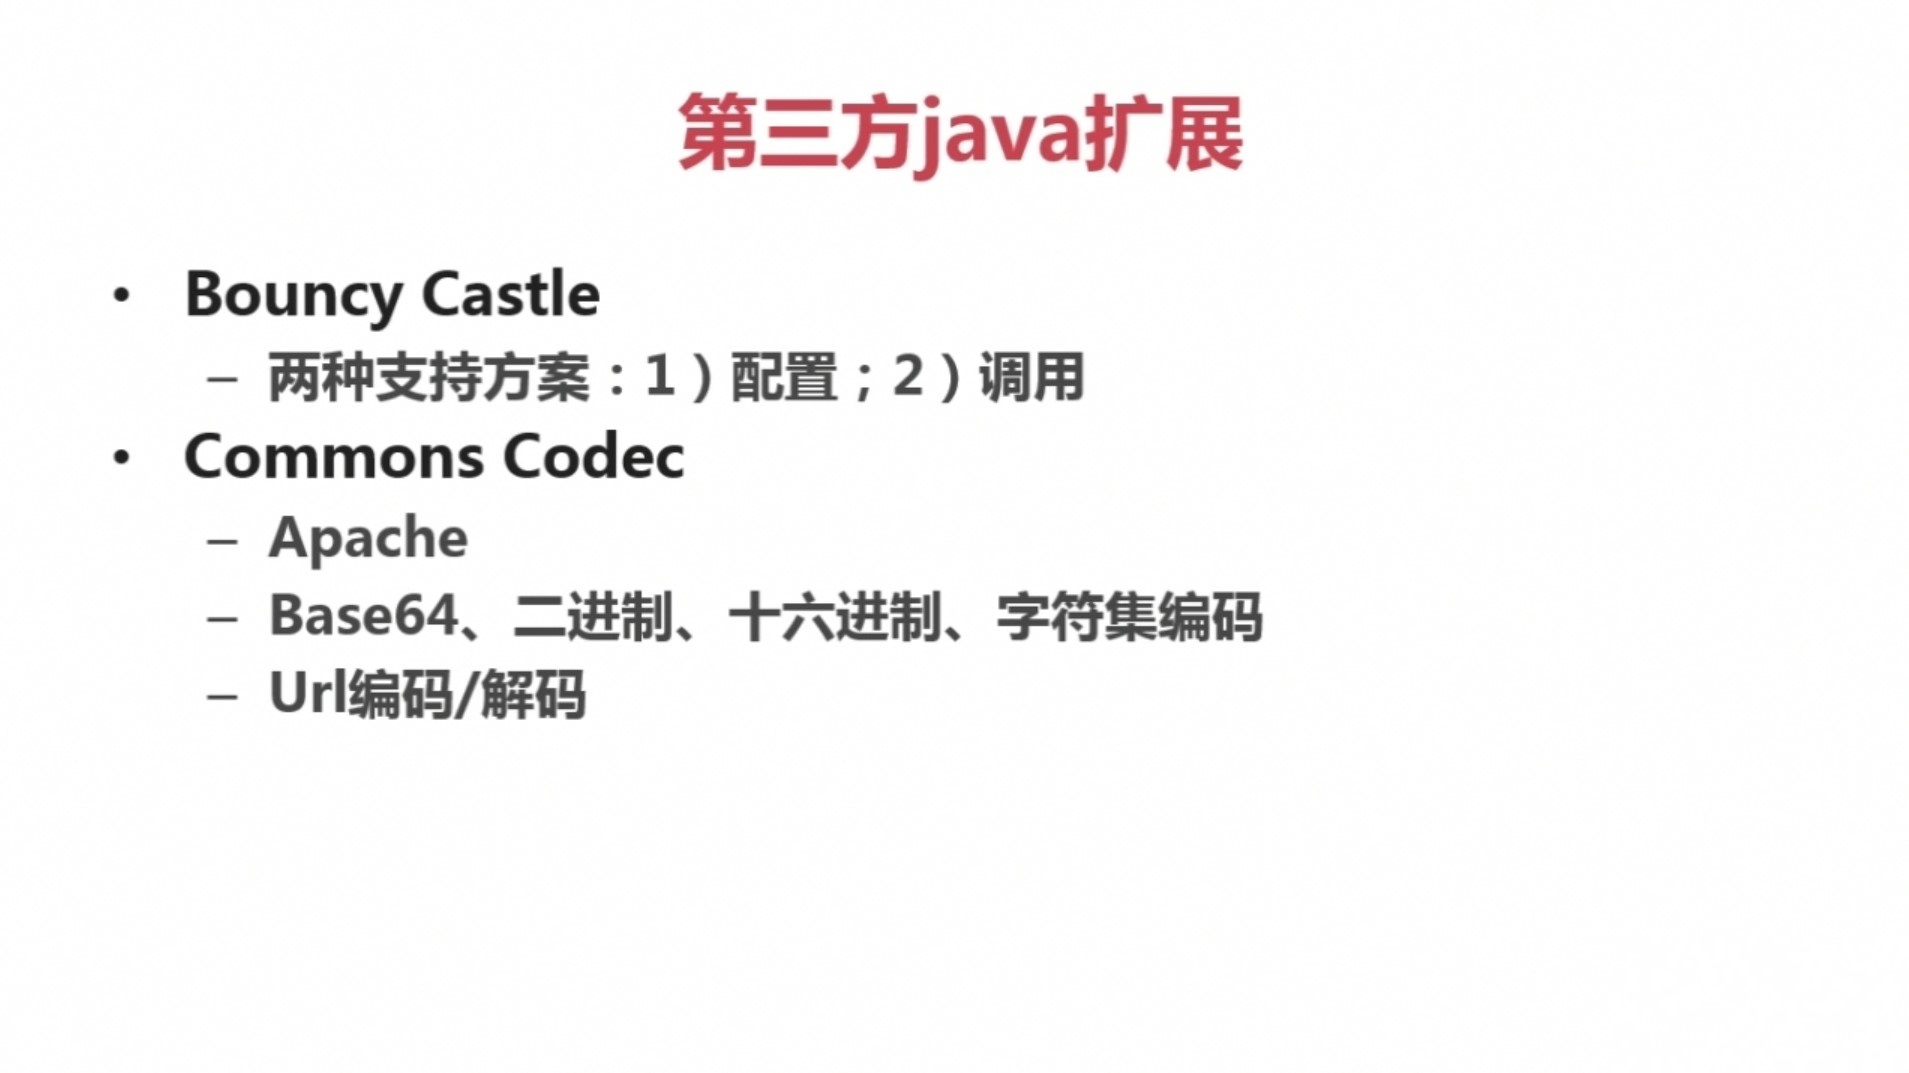 第三方java扩展
• Bouncy Castle
– 两种支持方案：1）配置；2）调用
• Commons Codec
– Apache
– Base64、二进制、十六进制、字符集编码
– Url编码/解码